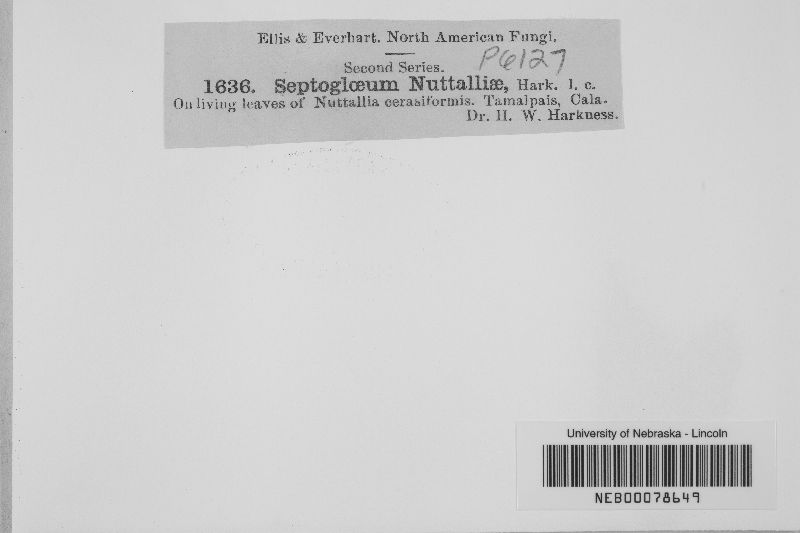 Ellis & Everhart. North American Fungi.
P6127
Second Series.
1636. Septoglœum Nuttalliæ, Hark. l. c.
On living leaves of Nuttallia cerasiformis. Tamalpais, Cala.
Dr. H. W. Harkness.
University of Nebraska - Lincoln
NEB00078649